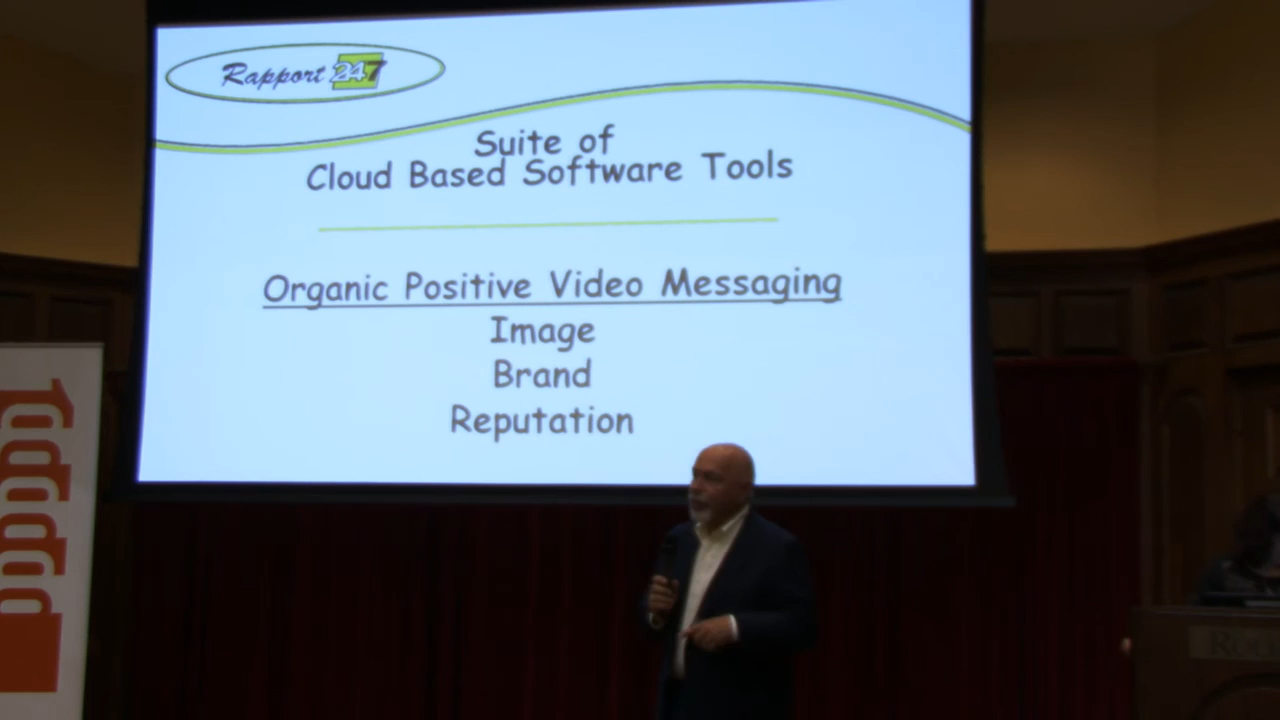 Rapport 247
Suite of
Cloud Based Software Tools
Organic Positive Video Messaging
Image
Brand
Reputation